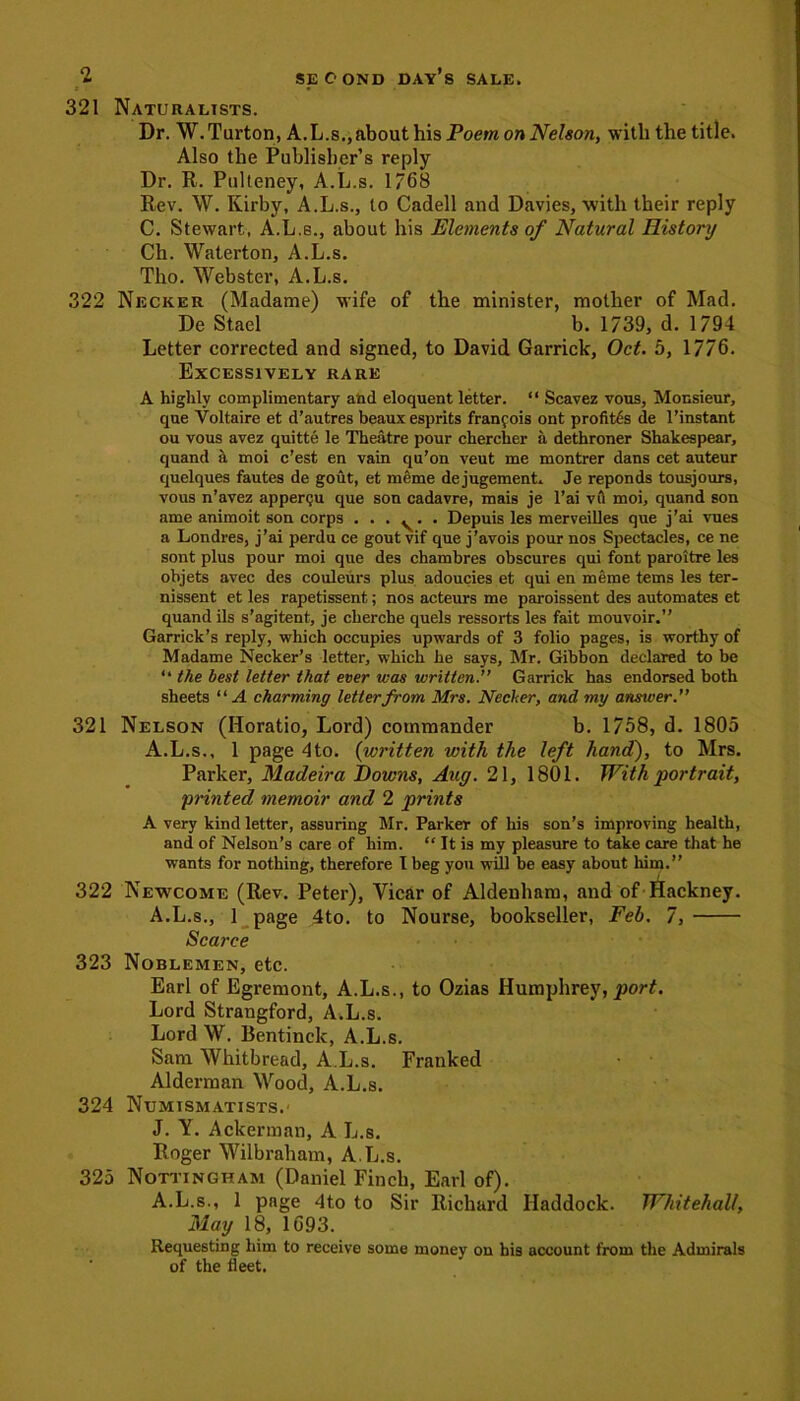 2
SECOND DAY'S SALE.
321 NATURALISTS.
Dr. W. Turton, A.L.s., about his Poem on Nelson, with the title.
Also the Publisher's reply
Dr. R. Pulteney, A.L.s. 1768
Rev. W. Kirby, A.L.s., to Cadell and Davies, with their reply
C. Stewart, A.L.s., about his Elements of Natural History
Ch. Waterton, A.L.s.
Tho. Webster, A.L.s.
322 NECKER (Madame) wife of the minister, mother of Mad.
De Stael b. 1739, d. 1794
Letter corrected and signed, to David Garrick, Oct. 5, 1776.
EXCESSIVELY RARE
A highly complimentary and eloquent letter. “ Scavez vous, Monsieur,
que Voltaire et d'autres beaux esprits françois ont profités de l'instant
ou vous avez quitté le Theâtre pour chercher à dethroner Shakespear,
quand à moi c'est en vain qu'on veut me montrer dans cet auteur
quelques fautes de goût, et même de jugement. Je reponds tousjours,
vous n'avez apperçu que son cadavre, mais je l'ai vû moi, quand son
ame animoit son corps . . . . . . Depuis les merveilles que j'ai vues
a Londres, j'ai perdu ce gout vif que j'avois pour nos Spectacles, ce ne
sont plus pour moi que des chambres obscures qui font paroître les
objets avec des couleurs plus adoucies et qui en même tems les ter-
nissent et les rapetissent; nos acteurs me paroissent des automates et
quand ils s'agitent, je cherche quels ressorts les fait mouvoir.”
Garrick's reply, which occupies upwards of 3 folio pages, is worthy of
Madame Necker's letter, which he says, Mr. Gibbon declared to be
“ the best letter that ever was written.” Garrick has endorsed both
sheets “ A charming letter from Mrs. Necker, and my answer.”
321 NELSON (Horatio, Lord) commander b. 1758, d. 1805
A.L.s., 1 page 4to. (written with the left hand), to Mrs.
Parker, Madeira Downs, Aug. 21, 1801. With portrait,
printed memoir and 2 prints
A very kind letter, assuring Mr. Parker of his son's improving health,
and of Nelson's care of him. “ It is my pleasure to take care that he
wants for nothing, therefore I beg you will be easy about him.”
322 NEWCOME (Rev. Peter), Vicar of Aldenham, and of Hackney.
A.L.s., 1 page 4to. to Nourse, bookseller, Feb. 7, ——
Scarce
323 NOBLEMEN, etc.
Earl of Egremont, A.L.s., to Ozias Humphrey, port.
Lord Strangford, A.L.s.
Lord W. Bentinck, A.L.s.
Sam Whitbread, A.L.s. Franked
Alderman Wood, A.L.s.
324 NUMISMATISTS.
J. Y. Ackerman, A L.s.
Roger Wilbraham, A.L.s.
325 NOTTINGHAM (Daniel Finch, Earl of).
A.L.s., 1 page 4to to Sir Richard Haddock. Whitehall,
May 18, 1693.
Requesting him to receive some money on his account from the Admirals
of the fleet.